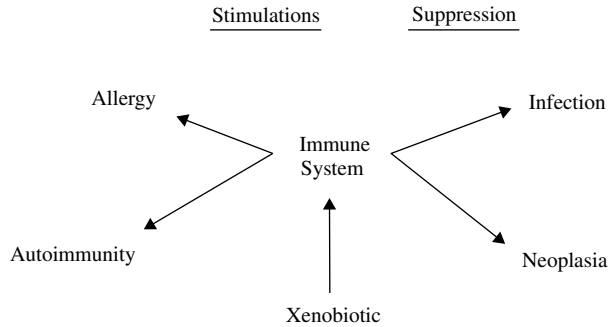 Stimulations
Suppression
Allergy
Infection
Immune
System
Autoimmunity
Neoplasia
Xenobiotic